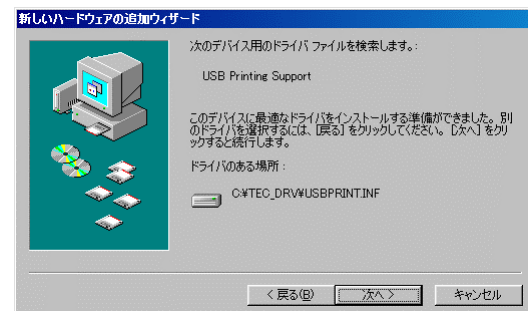 新しいハードウェアの追加ウィザード
次のデバイス用のドライバ ファイルを検索します。:
USB Printing Support
このデバイスに最適なドライバをインストールする準備ができました。別
のドライバを選択するには、[戻る] をクリックしてください。[次へ] をクリ
ックすると続行します。
ドライバのある場所 :
C:¥TEC_DRV¥USBPRINT.INF
< 戻る(B)
次へ >
キャンセル